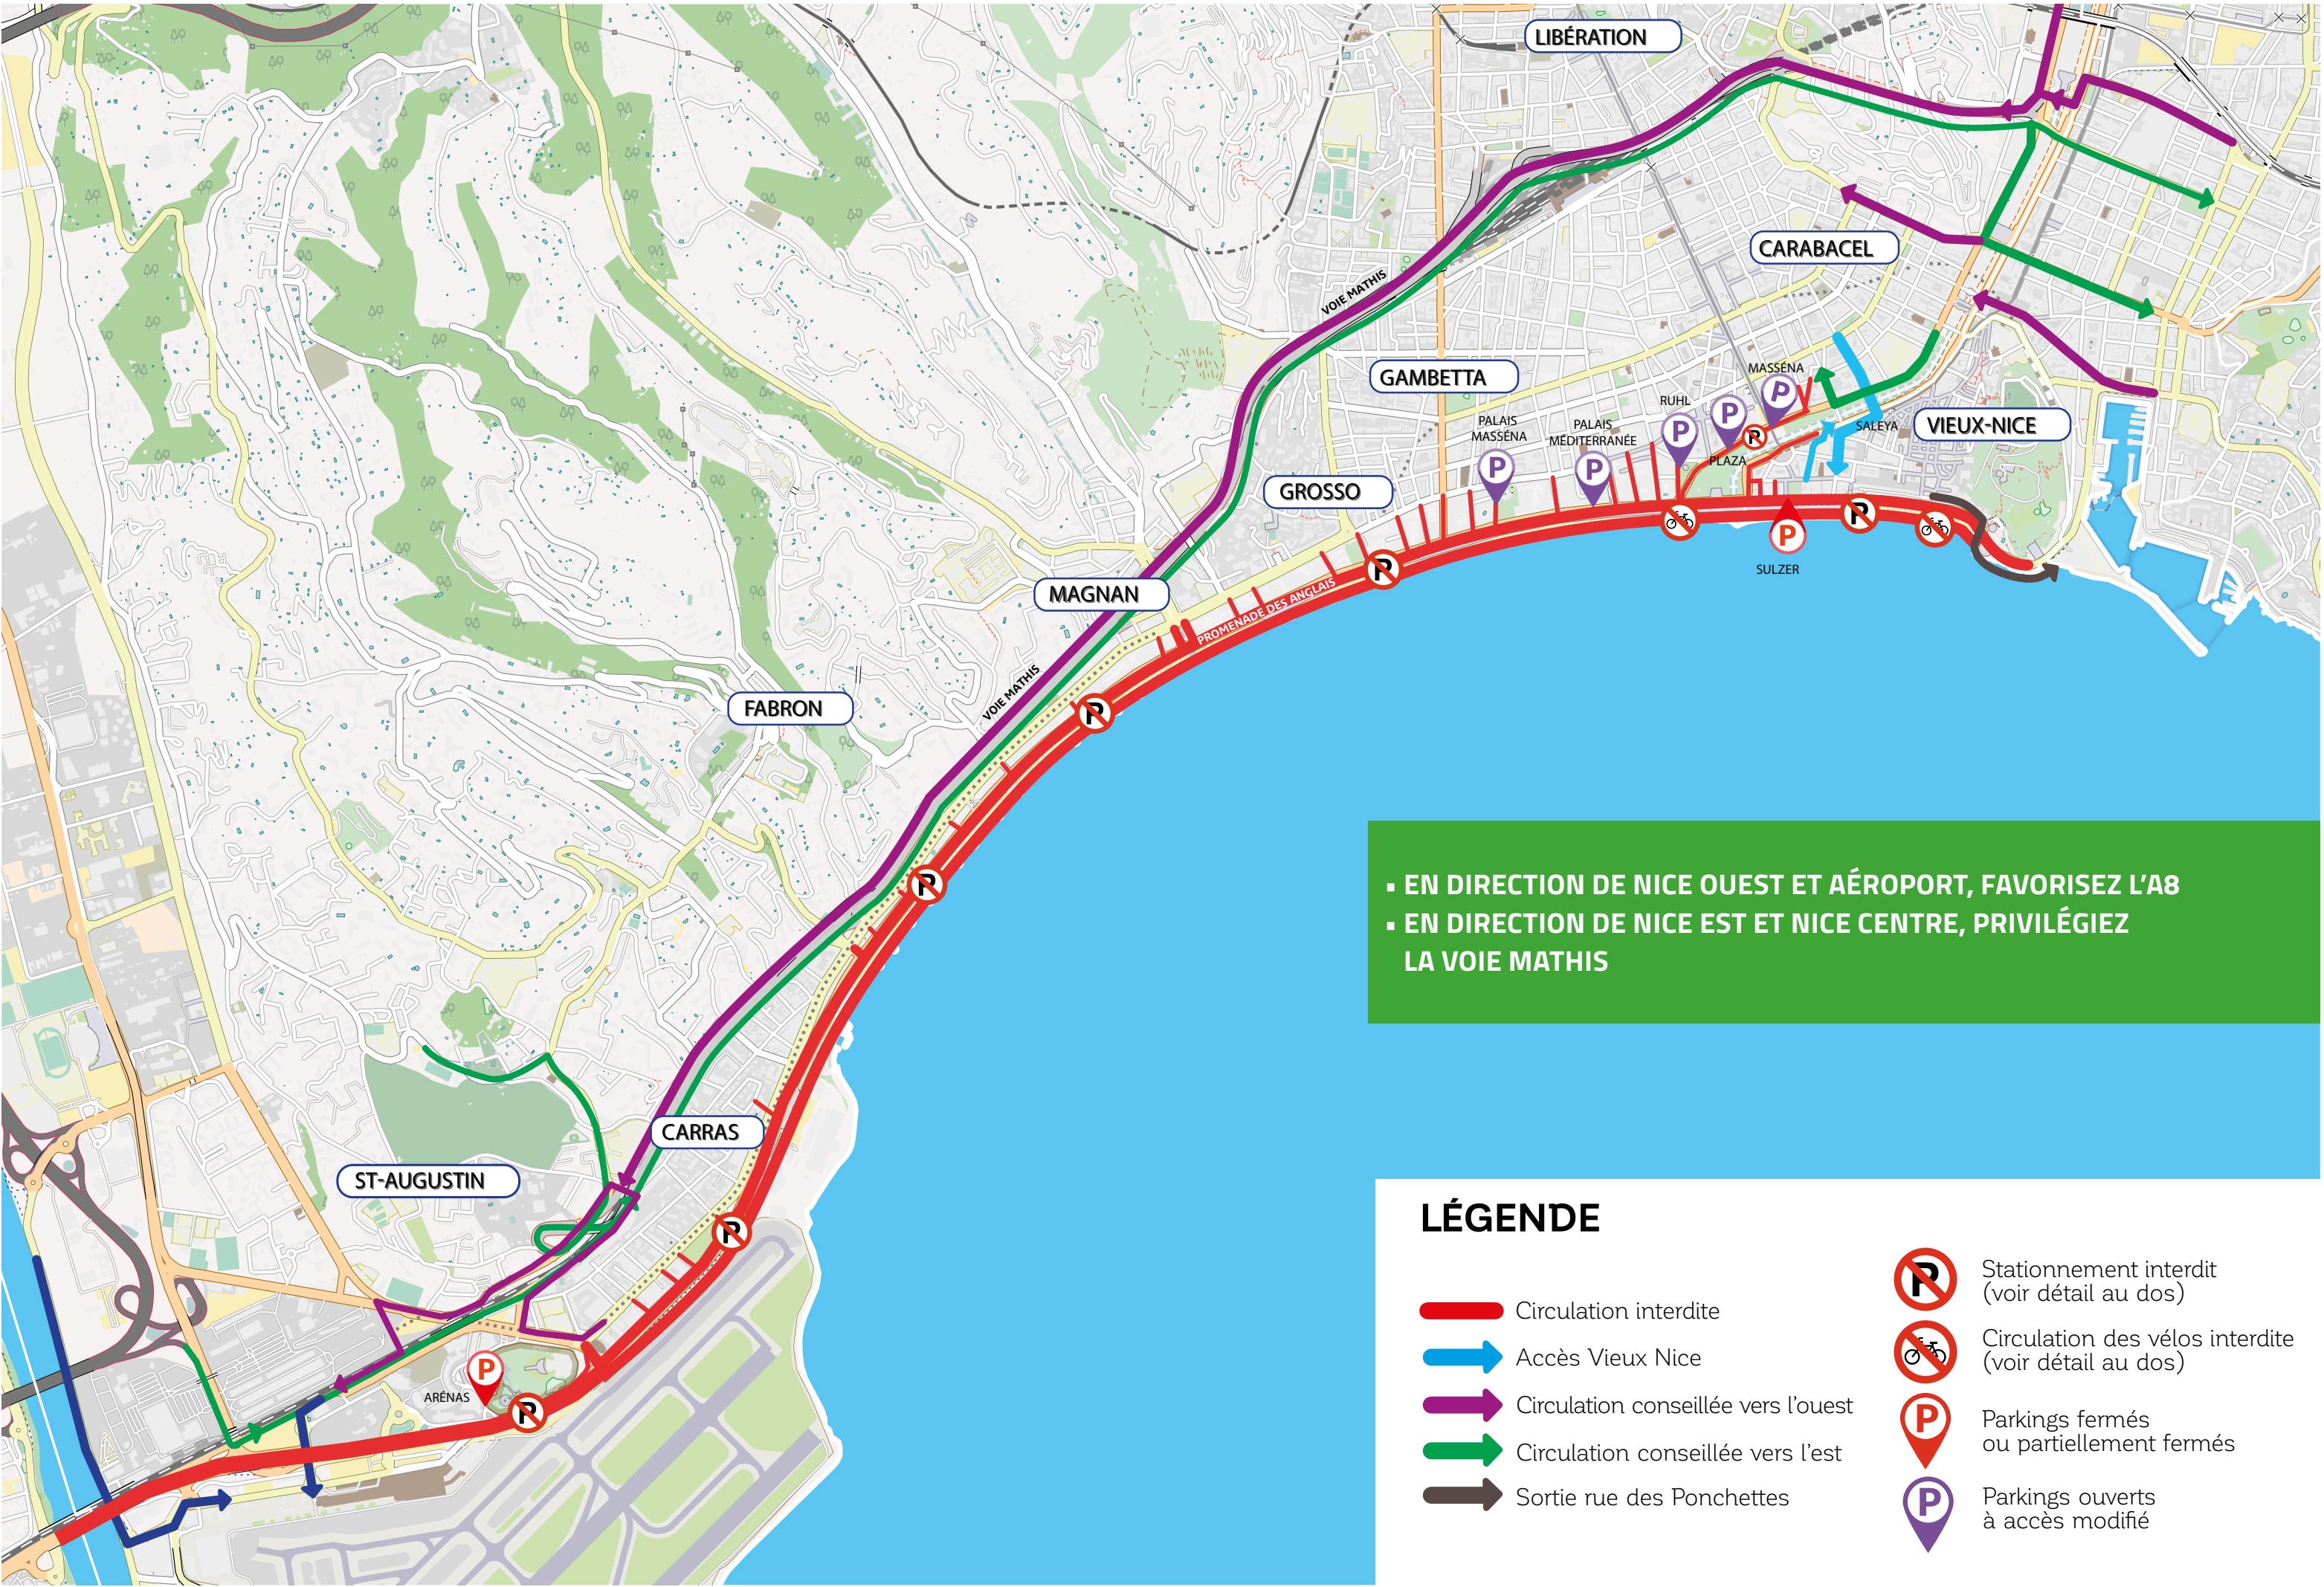 LIBÉRATION
CARABACEL
VOIE MATHIS
GAMBETTA
MASSÉNA
RUHL
PALAIS
MASSÉNA
PALAIS
MÉDITERRANÉE
P
P
P
P
P
P
PLAZA
SALEYA
VIEUX-NICE
GROSSO
P
P
P
SULZER
MAGNAN
PROMENADE DES ANGLAIS
VOIE MATHIS
FABRON
P
P
▪ EN DIRECTION DE NICE OUEST ET AÉROPORT, FAVORISEZ L’A8
▪ EN DIRECTION DE NICE EST ET NICE CENTRE, PRIVILÉGIEZ
LA VOIE MATHIS
CARRAS
ST-AUGUSTIN
P
P
ARÉNAS
P
LÉGENDE
Circulation interdite
Accès Vieux Nice
Circulation conseillée vers l’ouest
Circulation conseillée vers l’est
Sortie rue des Ponchettes
P
Stationnement interdit
(voir détail au dos)
Circulation des vélos interdite
(voir détail au dos)
P
Parkings fermés
ou partiellement fermés
P
Parkings ouverts
à accès modifié